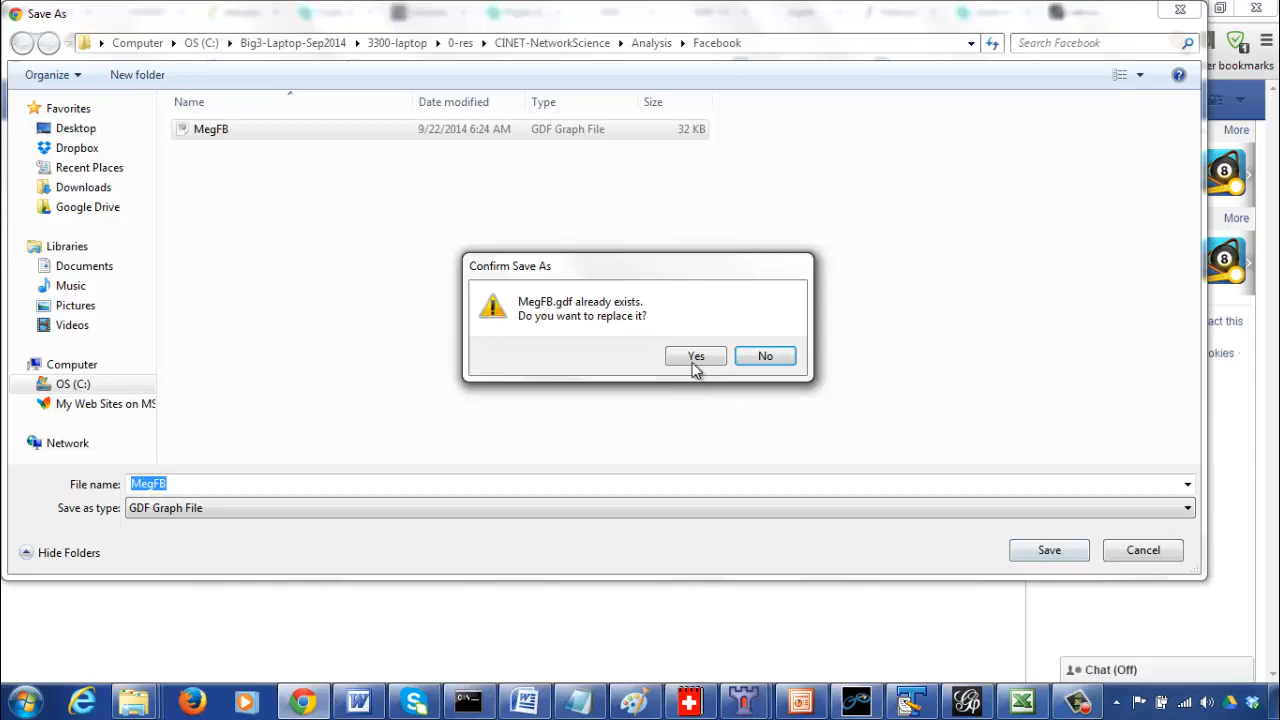 Save As
Computer OS (C:) Big3-Laptop-Sep2014 3300-laptop 0-res CINET-NetworkScience Analysis Facebook
Search Facebook
Organize New folder
er bookmarks
Name Date modified Type Size
MegFB 9/22/2014 6:24 AM GDF Graph File 32 KB
Favorites
Desktop
Dropbox
Recent Places
Downloads
Google Drive
Libraries
Documents
Music
Pictures
Videos
Computer
OS (C:)
My Web Sites on MS
Network
More
8
More
8
tact this
okies
Confirm Save As
MegFB.gdf already exists.
Do you want to replace it?
Yes No
File name: MegFB
Save as type: GDF Graph File
Hide Folders
Save Cancel
Chat (Off)